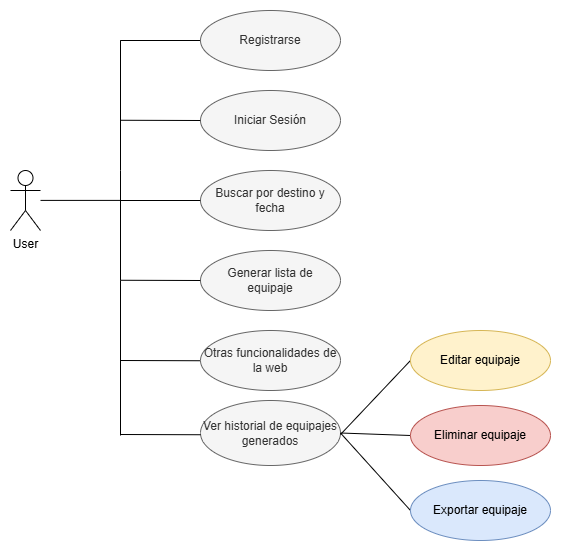 Registrarse
Iniciar Sesión
Buscar por destino y
fecha
User
Generar lista de
equipaje
Otras funcionalidades de
la web
Editar equipaje
Ver historial de equipajes
generados
Eliminar equipaje
Exportar equipaje